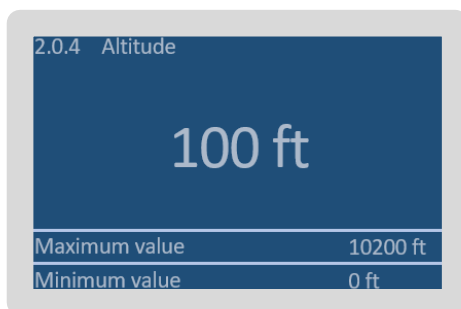 2.0.4 Altitude
100 ft
Maximum value 10200 ft
Minimum value 0 ft